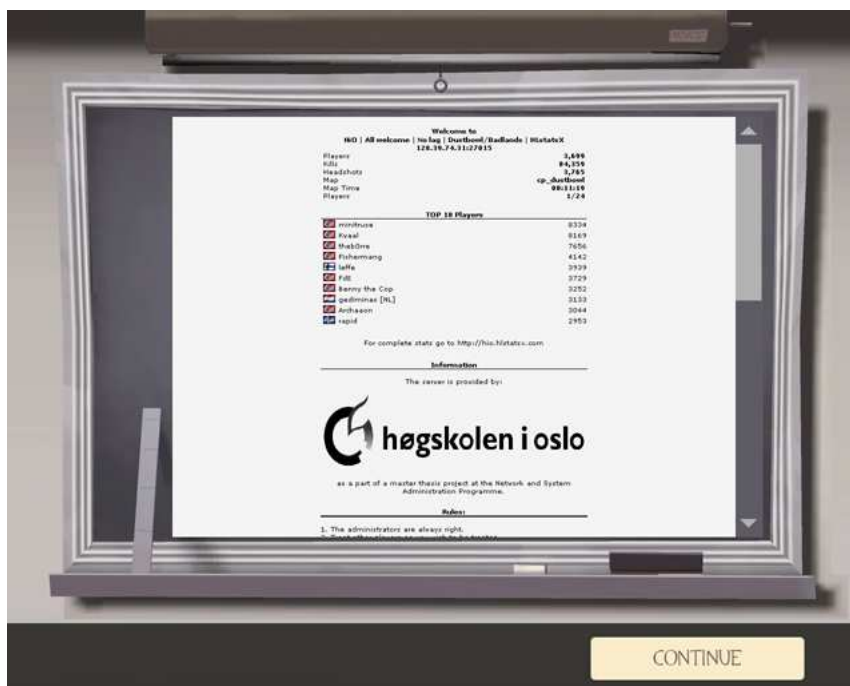 Welcome to
HiO | All welcome | No lag | Dustbowl/Badlands | HLstatsX
128.39.74.31:27015
Players 3,699
Kills 84,359
Headshots 3,765
Map cp_dustbowl
Map Time 00:11:19
Players 1/24
TOP 10 Players
minitruse 8334
Kvaal 8169
theb0rre 7656
Fishermang 4142
leffe 3939
3729
Benny the Cop 3252
gediminas [NL] 3133
Archaeon 3044
rapid 2953
For complete stats go to http://hio.hlstatsx.com
Information
The server is provided by:
høgskolen i oslo
as a part of a master thesis project at the Network and System
Administration Programme.
Rules:
1. The administrators are always right.
CONTINUE